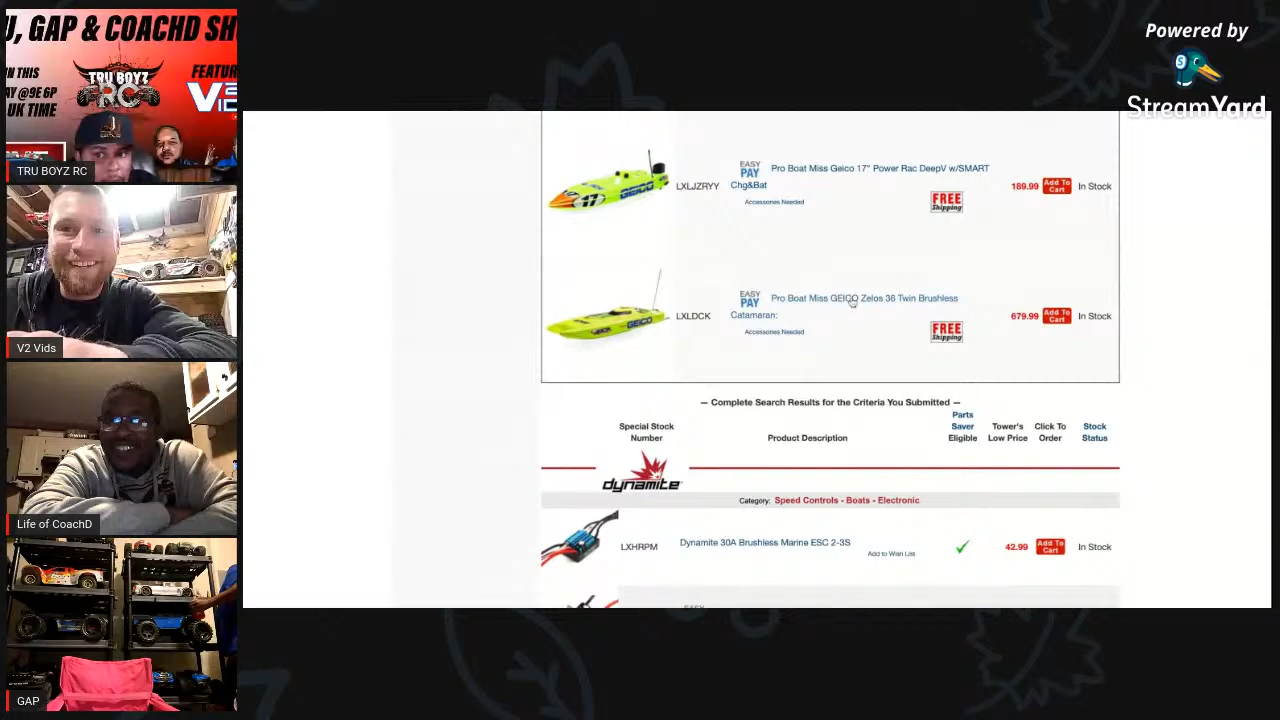 U, GAP & COACHD SH
N THIS
AY @9E 6P
UK TIME
TRU BOYZ
RC
FEATUR
V2
TRU BOYZ RC
V2 Vids
Life of CoachD
GAP
Powered by
StreamYard
EASY PAY Pro Boat Miss Geico 17" Power Rac DeepV w/SMART
LXLJZRYY Chg&Bat 189.99 Add To Cart In Stock
Accessories Needed FREE Shipping
GEICO
EASY PAY Pro Boat Miss GEICO Zelos 36 Twin Brushless
LXLDCK Catamaran: 679.99 Add To Cart In Stock
Accessories Needed FREE Shipping
GEICO
— Complete Search Results for the Criteria You Submitted —
Special Stock Number Product Description Parts Saver Eligible Tower's Low Price Click To Order Stock Status
dynamite
Category: Speed Controls - Boats - Electronic
LXHRPM Dynamite 30A Brushless Marine ESC 2-3S 42.99 Add To Cart In Stock
Add to Wish List